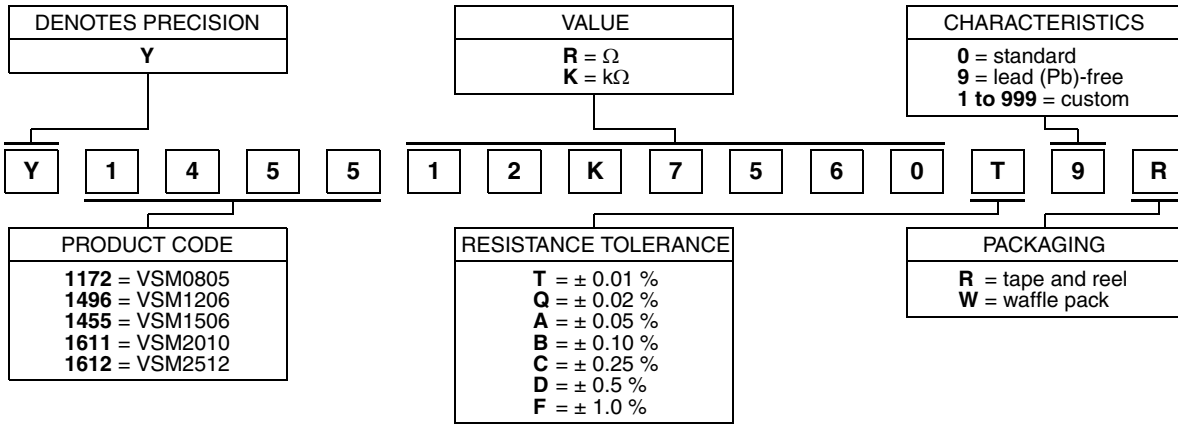 DENOTES PRECISION
Y
VALUE
R = Ω
K = kΩ
CHARACTERISTICS
0 = standard
9 = lead (Pb)-free
1 to 999 = custom
Y 1 4 5 5 1 2 K 7 5 6 0 T 9 R
PRODUCT CODE
1172 = VSM0805
1496 = VSM1206
1455 = VSM1506
1611 = VSM2010
1612 = VSM2512
RESISTANCE TOLERANCE
T = ± 0.01 %
Q = ± 0.02 %
A = ± 0.05 %
B = ± 0.10 %
C = ± 0.25 %
D = ± 0.5 %
F = ± 1.0 %
PACKAGING
R = tape and reel
W = waffle pack